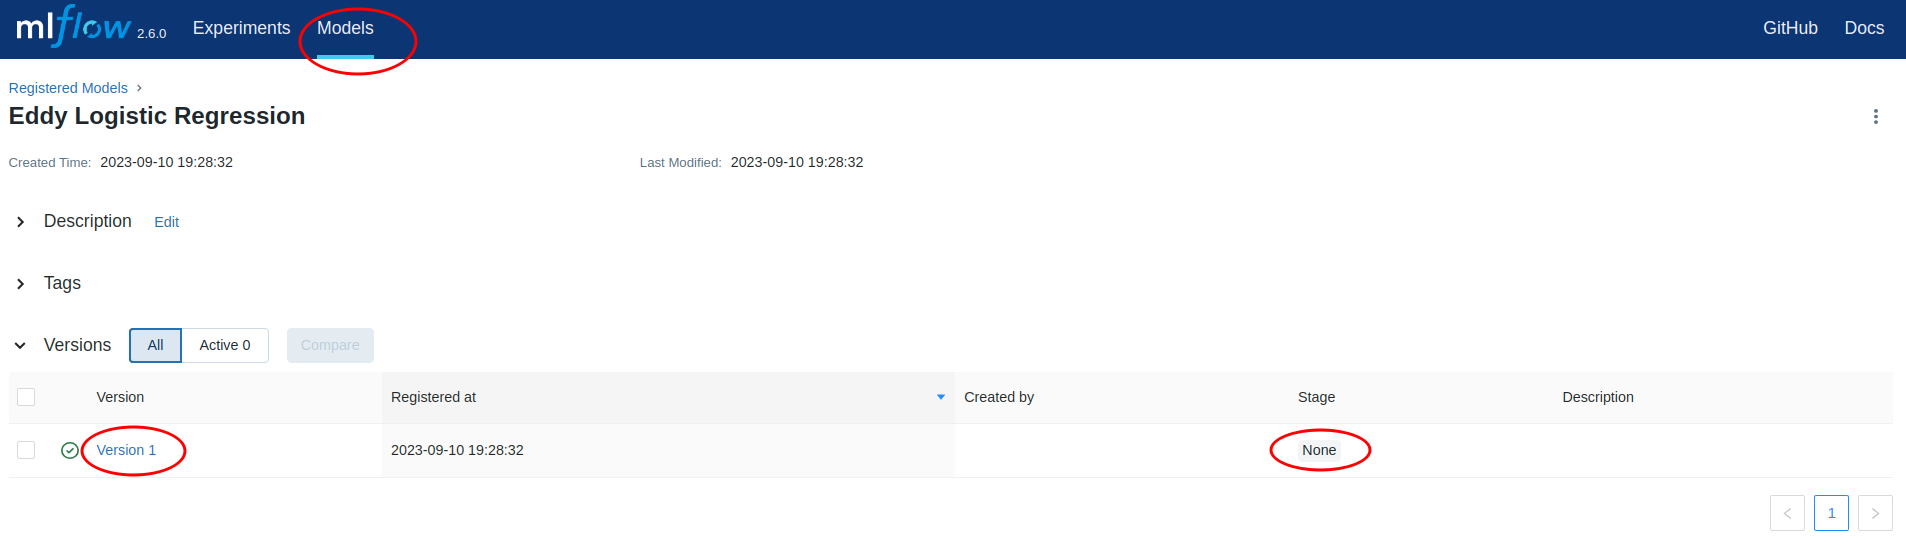 mlflow 2.6.0 Experiments Models GitHub Docs
Registered Models ›
Eddy Logistic Regression
Created Time: 2023-09-10 19:28:32 Last Modified: 2023-09-10 19:28:32
Description Edit
Tags
Versions All Active 0 Compare
Version Registered at Created by Stage Description
Version 1 2023-09-10 19:28:32 None
1